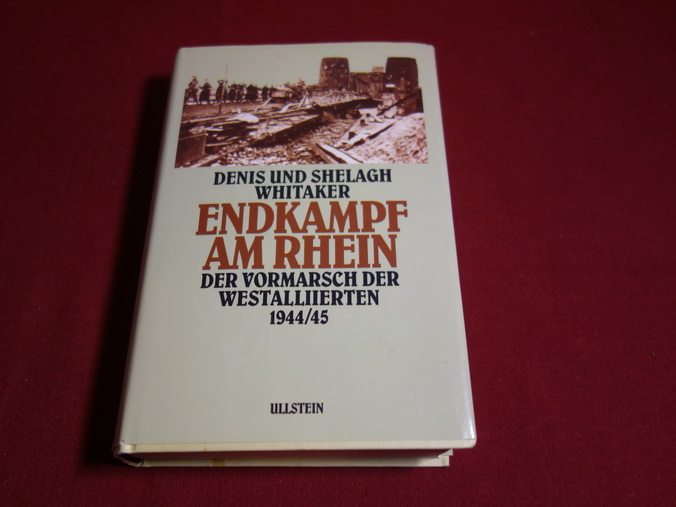 DENIS UND SHELAGH
WHITAKER
ENDKAMPF
AM RHEIN
DER VORMARSCH DER
WESTALLIIERTEN
1944/45
ULLSTEIN